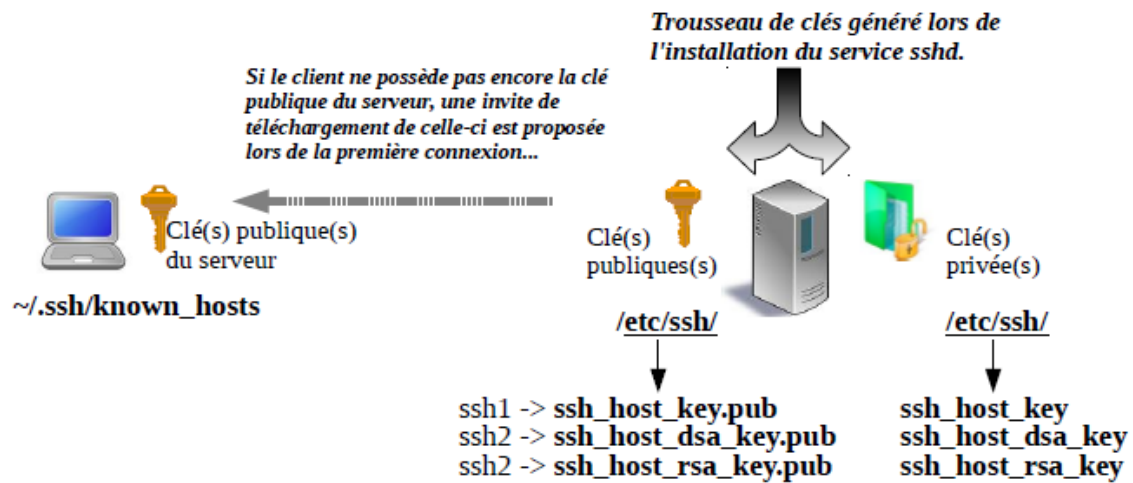 Trousseau de clés généré lors de
l'installation du service sshd.
Si le client ne possède pas encore la clé
publique du serveur, une invite de
téléchargement de celle-ci est proposée
lors de la première connexion...
Clé(s) publique(s)
du serveur
~/.ssh/known_hosts
Clé(s)
publiques(s)
Clé(s)
privée(s)
/etc/ssh/
/etc/ssh/
ssh1 -> ssh_host_key.pub
ssh2 -> ssh_host_dsa_key.pub
ssh2 -> ssh_host_rsa_key.pub
ssh_host_key
ssh_host_dsa_key
ssh_host_rsa_key